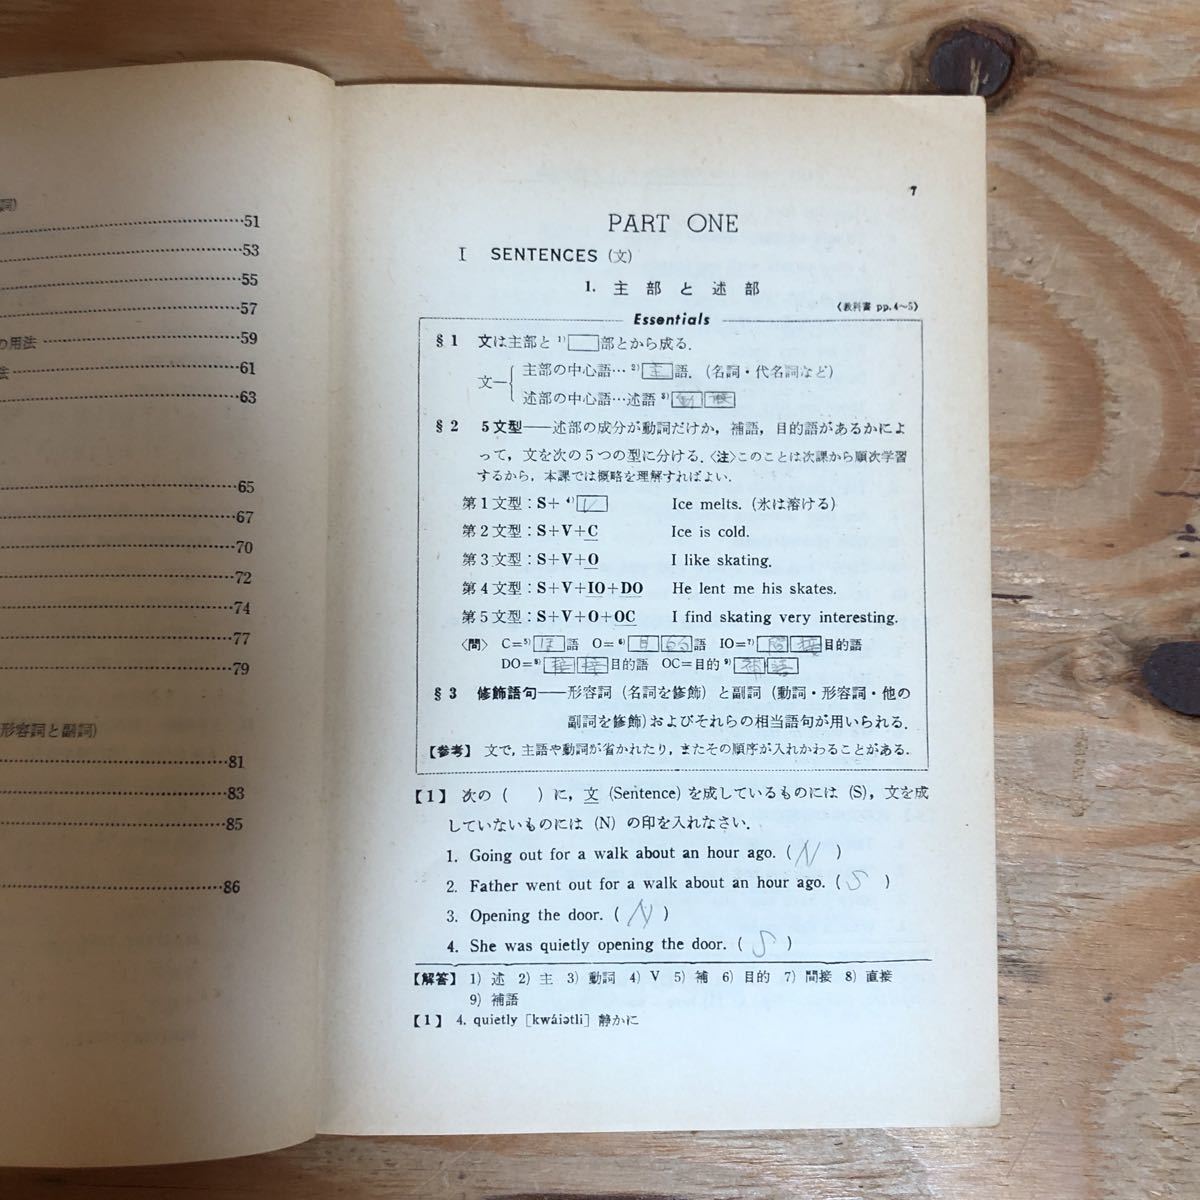 詞)
51
53
55
57
の用法 59
法 61
63
65
67
70
72
74
77
79
形容詞と副詞)
81
83
85
86
7
PART ONE
I SENTENCES (文)
1. 主部と述部
〈教科書 pp.4~5〉
Essentials
§1 文は主部と 1) 部とから成る.
文 主部の中心語… 2) 主 語. (名詞・代名詞など)
述部の中心語…述語 3) 動 詞
§2 5文型——述部の成分が動詞だけか, 補語, 目的語があるかによ
って, 文を次の5つの型に分ける.〈注〉このことは次課から順次学習
するから, 本課では概略を理解すればよい.
第1文型: S+ 4) V Ice melts. (氷は溶ける)
第2文型: S+V+C Ice is cold.
第3文型: S+V+O I like skating.
第4文型: S+V+IO+DO He lent me his skates.
第5文型: S+V+O+OC I find skating very interesting.
〈問〉 C=5) ほ 語 O=6) 目 的 語 IO=7) 間 接 目的語
DO=8) 接 目的語 OC=目的 9) 補 語
§3 修飾語句——形容詞 (名詞を修飾) と副詞 (動詞・形容詞・他の
副詞を修飾) およびそれらの相当語句が用いられる.
【参考】 文で, 主語や動詞が省かれたり, またその順序が入れかわることがある.
【1】 次の ( ) に, 文 (Sentence) を成しているものには (S), 文を成
していないものには (N) の印を入れなさい.
1. Going out for a walk about an hour ago. ( N )
2. Father went out for a walk about an hour ago. ( S )
3. Opening the door. ( N )
4. She was quietly opening the door. ( S )
【解答】 1) 述 2) 主 3) 動詞 4) V 5) 補 6) 目的 7) 間接 8) 直接
9) 補語
【1】 4. quietly [kwáiətli] 静かに